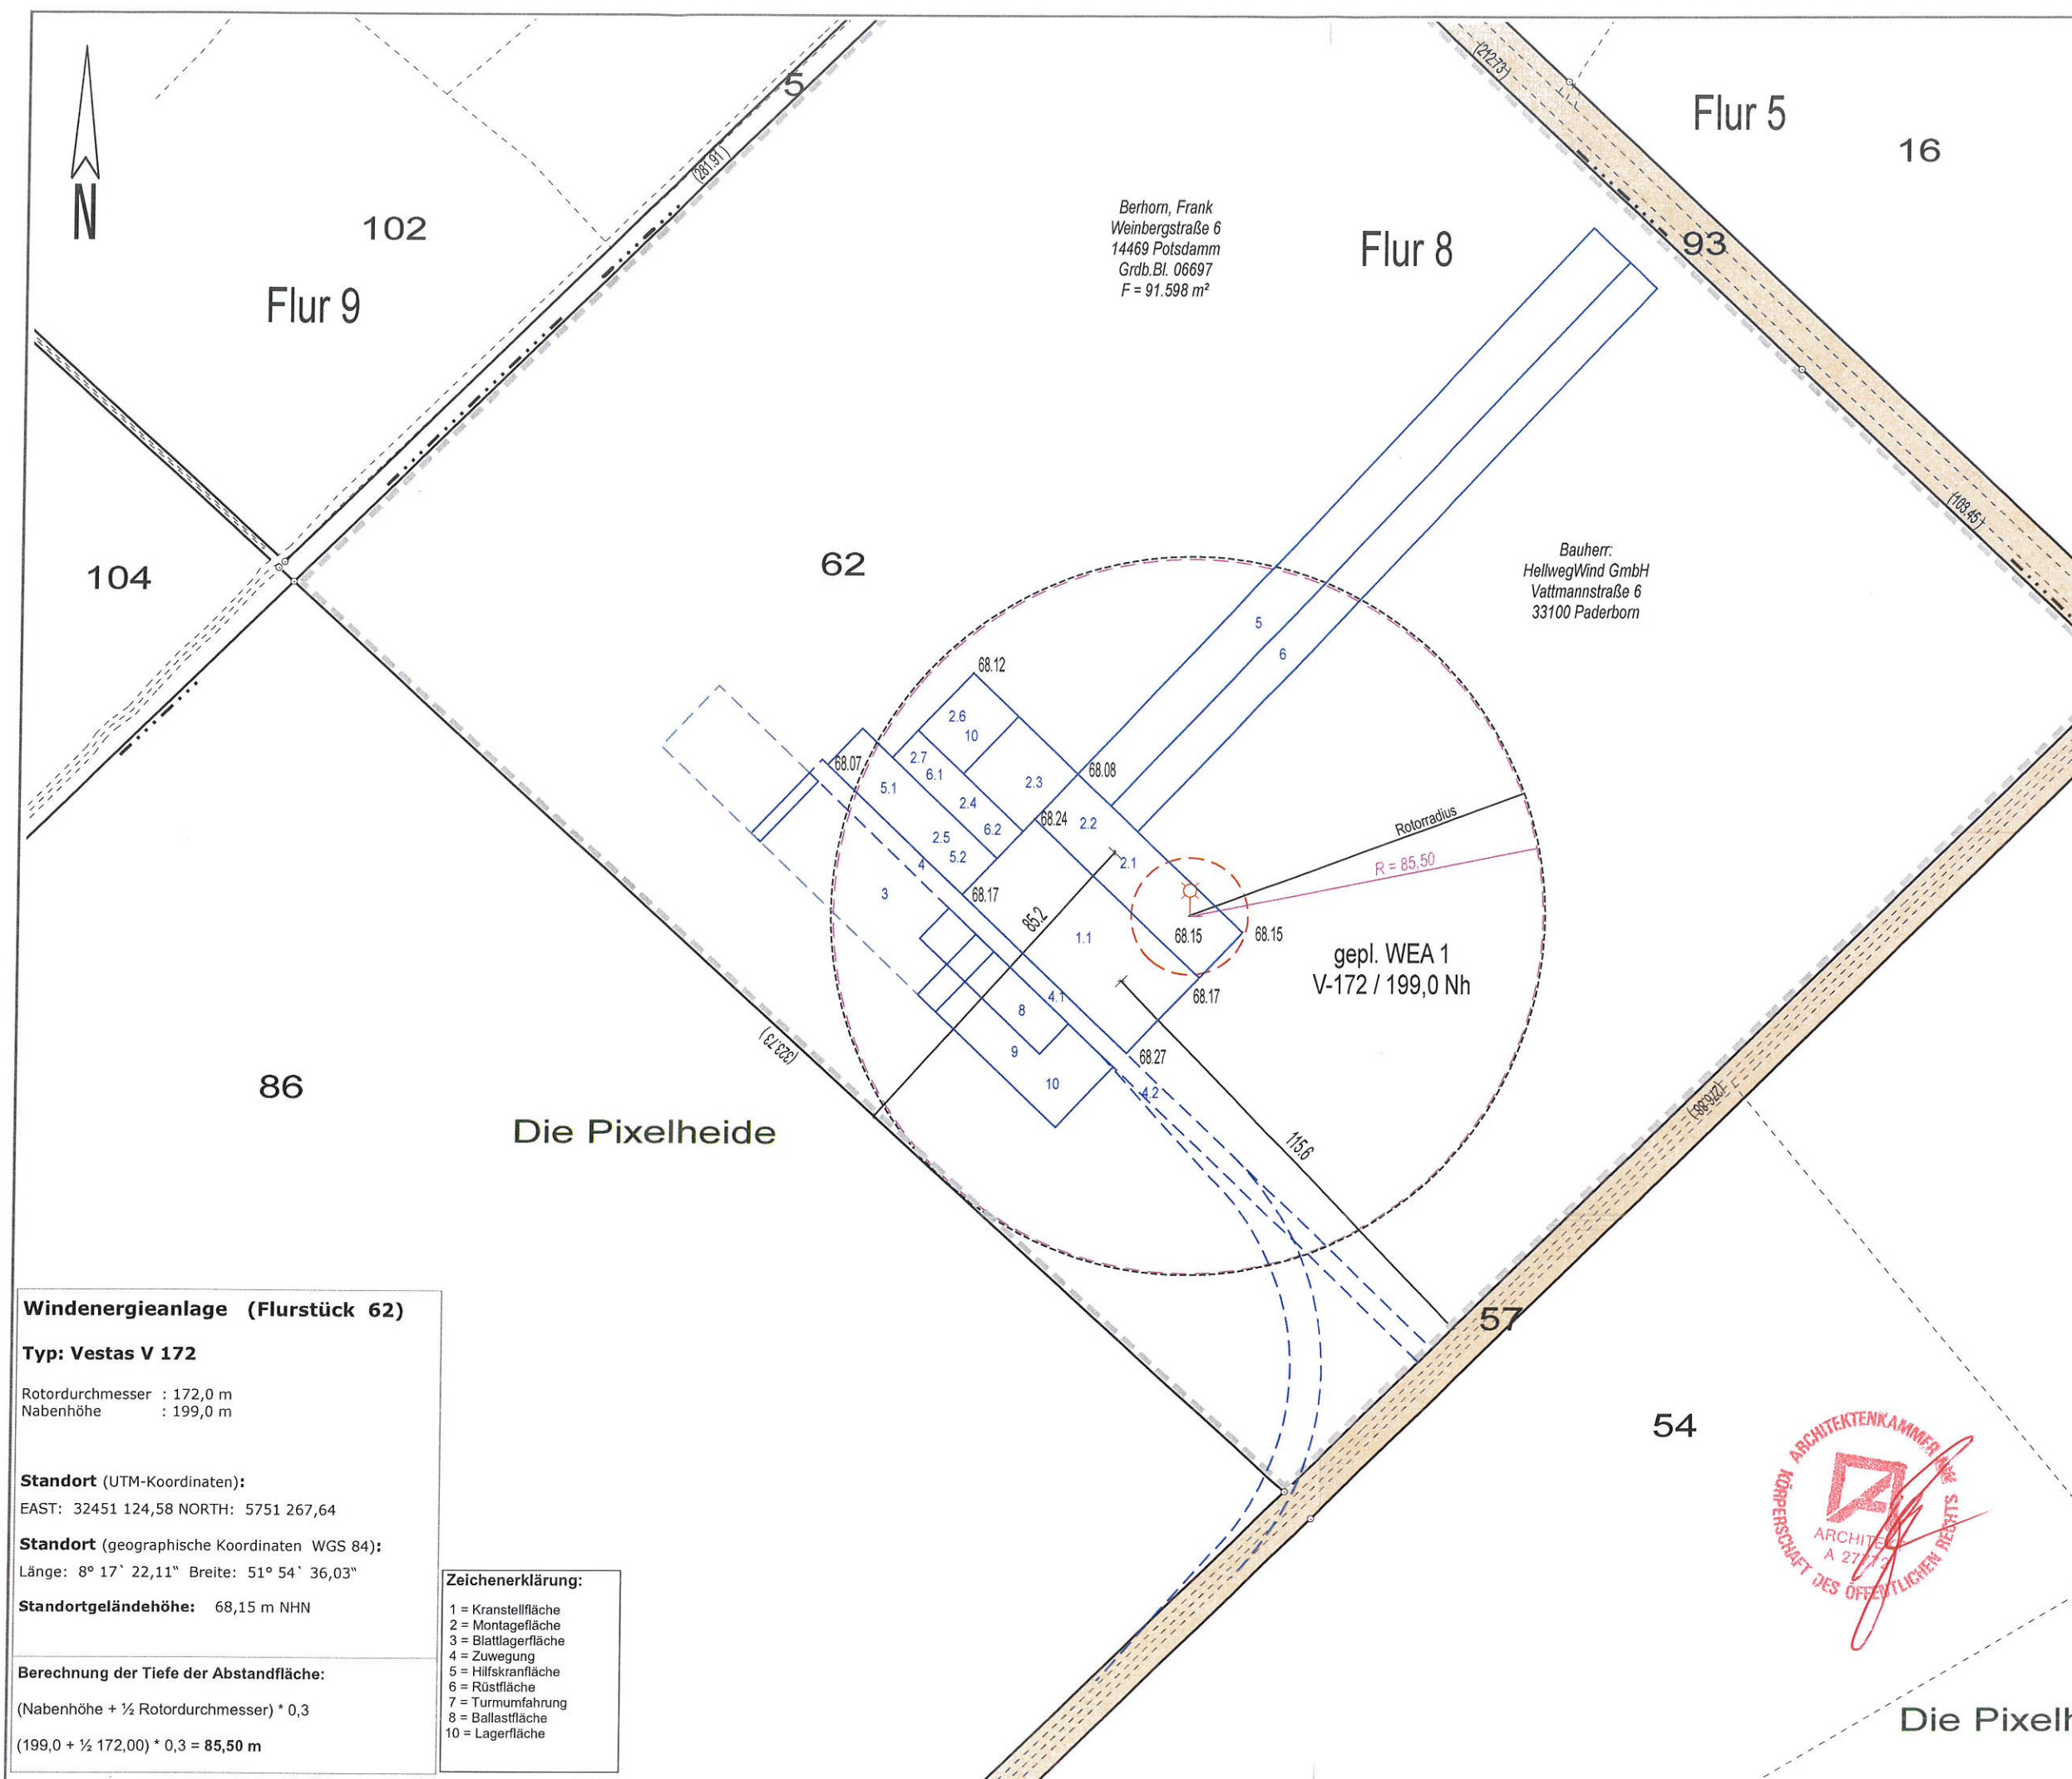 5
(281.91)
(212.73)
Flur 5
16
N
102
Flur 9
Berhorn, Frank
Weinbergstraße 6
14469 Potsdamm
Grdb.Bl. 06697
F = 91.598 m²
Flur 8
93
(103.45)
104
62
Bauherr:
HellwegWind GmbH
Vattmannstraße 6
33100 Paderborn
5
6
68.12
2.6
10
68.07
2.7
6.1
2.3
68.08
5.1
2.4
68.24
2.2
6.2
2.5
5.2
2.1
4
3
68.17
Rotorradius
R = 85,50
85.2
1.1
68.15
68.15
gepl. WEA 1
V-172 / 199,0 Nh
68.17
4.1
8
9
10
68.27
4.2
(323.73)
86
Die Pixelheide
115.6
(276.88)
57
54
Windenergieanlage (Flurstück 62)
Typ: Vestas V 172
Rotordurchmesser : 172,0 m
Nabenhöhe : 199,0 m
Standort (UTM-Koordinaten):
EAST: 32451 124,58 NORTH: 5751 267,64
Standort (geographische Koordinaten WGS 84):
Länge: 8° 17` 22,11“ Breite: 51° 54` 36,03“
Standortgeländehöhe: 68,15 m NHN
Berechnung der Tiefe der Abstandfläche:
(Nabenhöhe + ½ Rotordurchmesser) * 0,3
(199,0 + ½ 172,00) * 0,3 = 85,50 m
Zeichenerklärung:
1 = Kranstellfläche
2 = Montagefläche
3 = Blattlagerfläche
4 = Zuwegung
5 = Hilfskranfläche
6 = Rüstfläche
7 = Turmumfahrung
8 = Ballastfläche
10 = Lagerfläche
ARCHITEKTENKAMMER
KÖRPERSCHAFT DES ÖFFENTLICHEN RECHTS
Die Pixelh